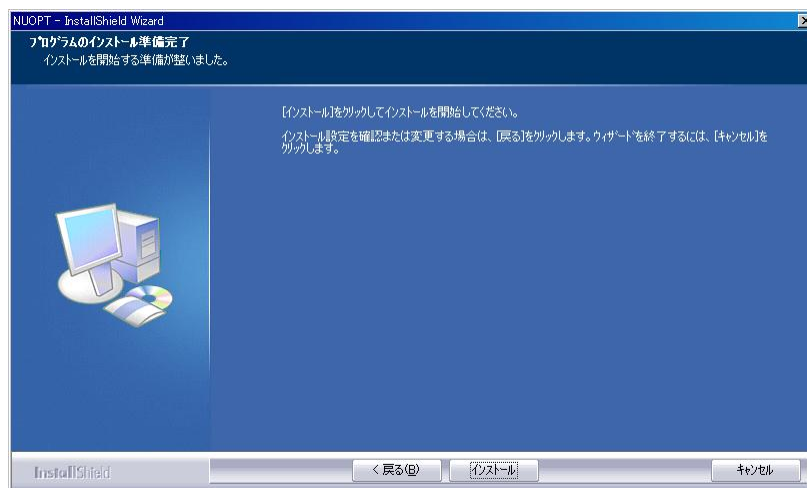 NUOPT - InstallShield Wizard
ﾌﾟﾛｸﾞﾗﾑのｲﾝｽﾄｰﾙ準備完了
ｲﾝｽﾄｰﾙを開始する準備が整いました。
[ｲﾝｽﾄｰﾙ]をｸﾘｯｸしてｲﾝｽﾄｰﾙを開始してください。
ｲﾝｽﾄｰﾙ設定を確認または変更する場合は、[戻る]をｸﾘｯｸします。ｳｨｻﾞｰﾄﾞを終了するには、[ｷｬﾝｾﾙ]を
ｸﾘｯｸします。
InstallShield
< 戻る(B)
ｲﾝｽﾄｰﾙ
ｷｬﾝｾﾙ